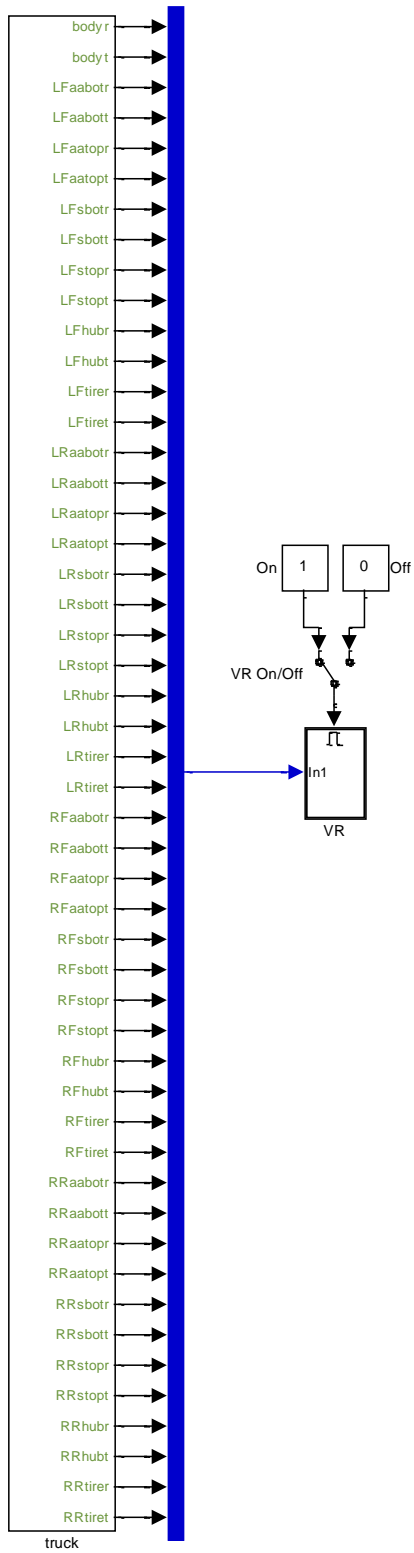 bodyr
bodyt
LFaabotr
LFaabott
LFaatopr
LFaatopt
LFsbotr
LFsbott
LFstopr
LFstopt
LFhubr
LFhubt
LFtirer
LFtiret
LRaabotr
LRaabott
LRaatopr
LRaatopt
LRsbotr
LRsbott
LRstopr
LRstopt
LRhubr
LRhubt
LRtirer
LRtiret
RFaabotr
RFaabott
RFaatopr
RFaatopt
RFsbotr
RFsbott
RFstopr
RFstopt
RFhubr
RFhubt
RFtirer
RFtiret
RRaabotr
RRaabott
RRaatopr
RRaatopt
RRsbotr
RRsbott
RRstopr
RRstopt
RRhubr
RRhubt
RRtirer
RRtiret
truck
On 1 0 Off
VR On/Off
In1
VR